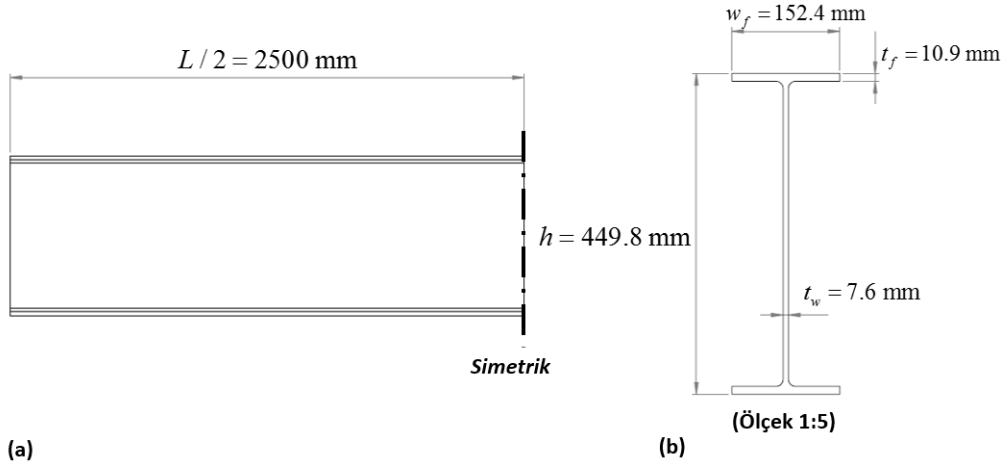 L / 2 = 2500 mm
Simetrik
(a)
w_f = 152.4 mm
t_f = 10.9 mm
h = 449.8 mm
t_w = 7.6 mm
(Ölçek 1:5)
(b)